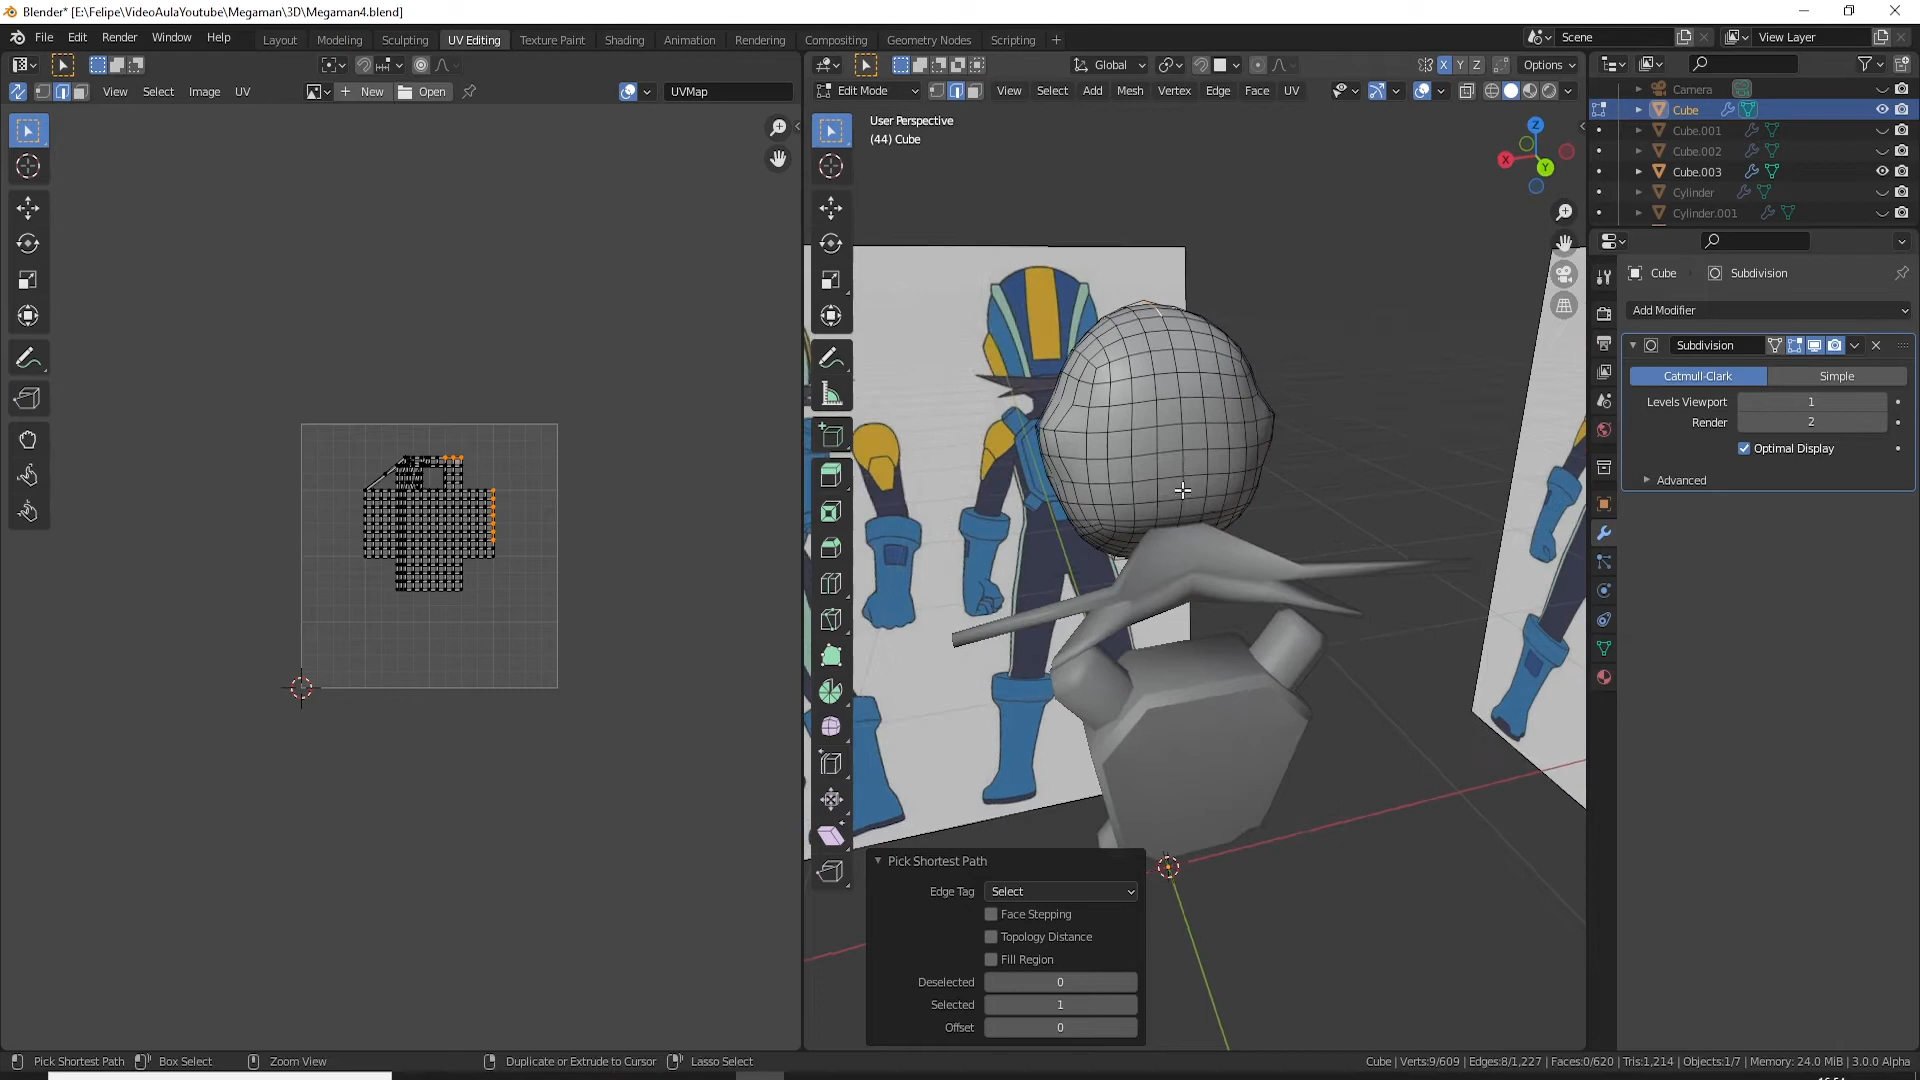 Blender* [E:\Felipe\VideoAulaYoutube\Megaman\3D\Megaman4.blend]
File Edit Render Window Help Layout Modeling Sculpting UV Editing Texture Paint Shading Animation Rendering Compositing Geometry Nodes Scripting + Scene View Layer
Global X Y Z Options
View Select Image UV New Open UVMap Edit Mode View Select Add Mesh Vertex Edge Face UV
User Perspective
(44) Cube
Z
X
Y
Camera
Cube
Cube.001
Cube.002
Cube.003
Cylinder
Cylinder.001
Cube Subdivision
Add Modifier
Subdivision
Catmull-Clark Simple
Levels Viewport 1
Render 2
Optimal Display
Advanced
Pick Shortest Path
Edge Tag Select
Face Stepping
Topology Distance
Fill Region
Deselected 0
Selected 1
Offset 0
Pick Shortest Path Box Select Zoom View Duplicate or Extrude to Cursor Lasso Select Cube | Verts:9/609 | Edges:8/1,227 | Faces:0/620 | Tris:1,214 | Objects:1/7 | Memory: 24.0 MiB | 3.0.0 Alpha